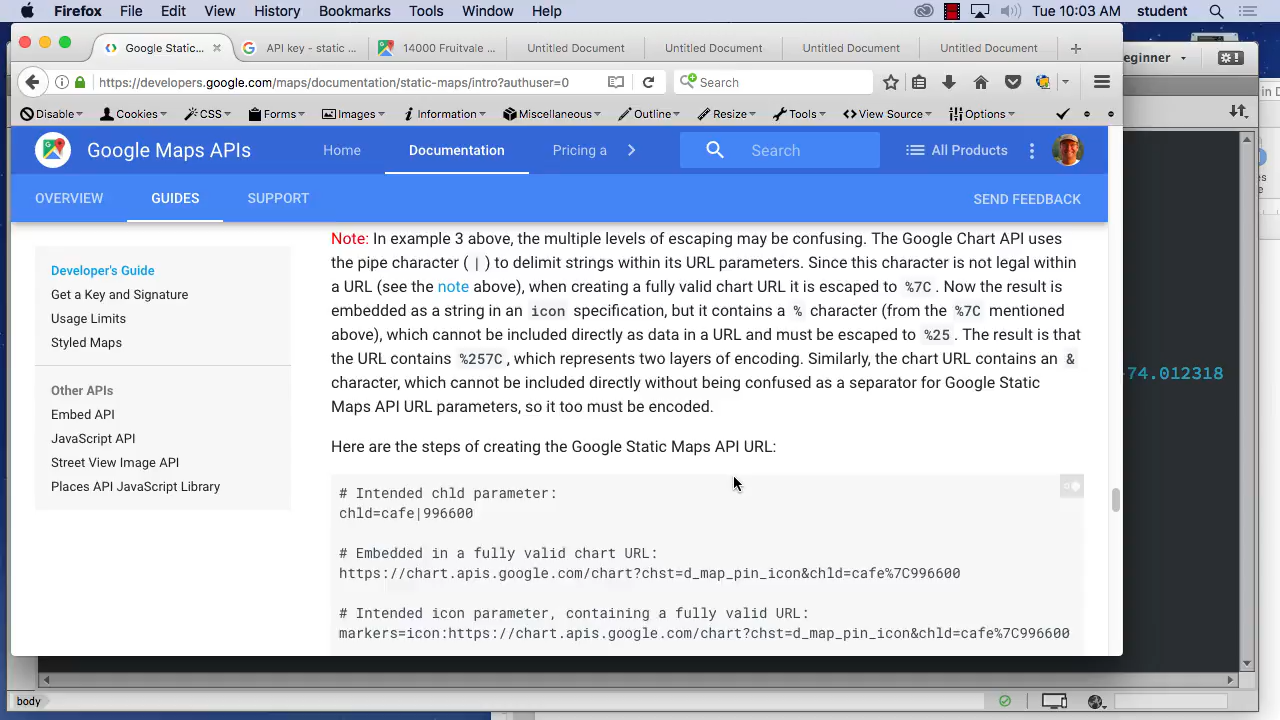 Firefox File Edit View History Bookmarks Tools Window Help Tue 10:03 AM student
Google Static... × API key - static ... 14000 Fruitvale ... Untitled Document Untitled Document Untitled Document Untitled Document +
https://developers.google.com/maps/documentation/static-maps/intro?authuser=0 Search
Disable Cookies CSS Forms Images Information Miscellaneous Outline Resize Tools View Source Options
Google Maps APIs Home Documentation Pricing a Search All Products
OVERVIEW GUIDES SUPPORT SEND FEEDBACK
Developer's Guide
Get a Key and Signature
Usage Limits
Styled Maps
Other APIs
Embed API
JavaScript API
Street View Image API
Places API JavaScript Library
Note: In example 3 above, the multiple levels of escaping may be confusing. The Google Chart API uses
the pipe character ( | ) to delimit strings within its URL parameters. Since this character is not legal within
a URL (see the note above), when creating a fully valid chart URL it is escaped to %7C. Now the result is
embedded as a string in an icon specification, but it contains a % character (from the %7C mentioned
above), which cannot be included directly as data in a URL and must be escaped to %25. The result is that
the URL contains %257C, which represents two layers of encoding. Similarly, the chart URL contains an &
character, which cannot be included directly without being confused as a separator for Google Static
Maps API URL parameters, so it too must be encoded.
Here are the steps of creating the Google Static Maps API URL:
# Intended chld parameter:
chld=cafe|996600
# Embedded in a fully valid chart URL:
https://chart.apis.google.com/chart?chst=d_map_pin_icon&chld=cafe%7C996600
# Intended icon parameter, containing a fully valid URL:
markers=icon:https://chart.apis.google.com/chart?chst=d_map_pin_icon&chld=cafe%7C996600
eginner
74.012318
body